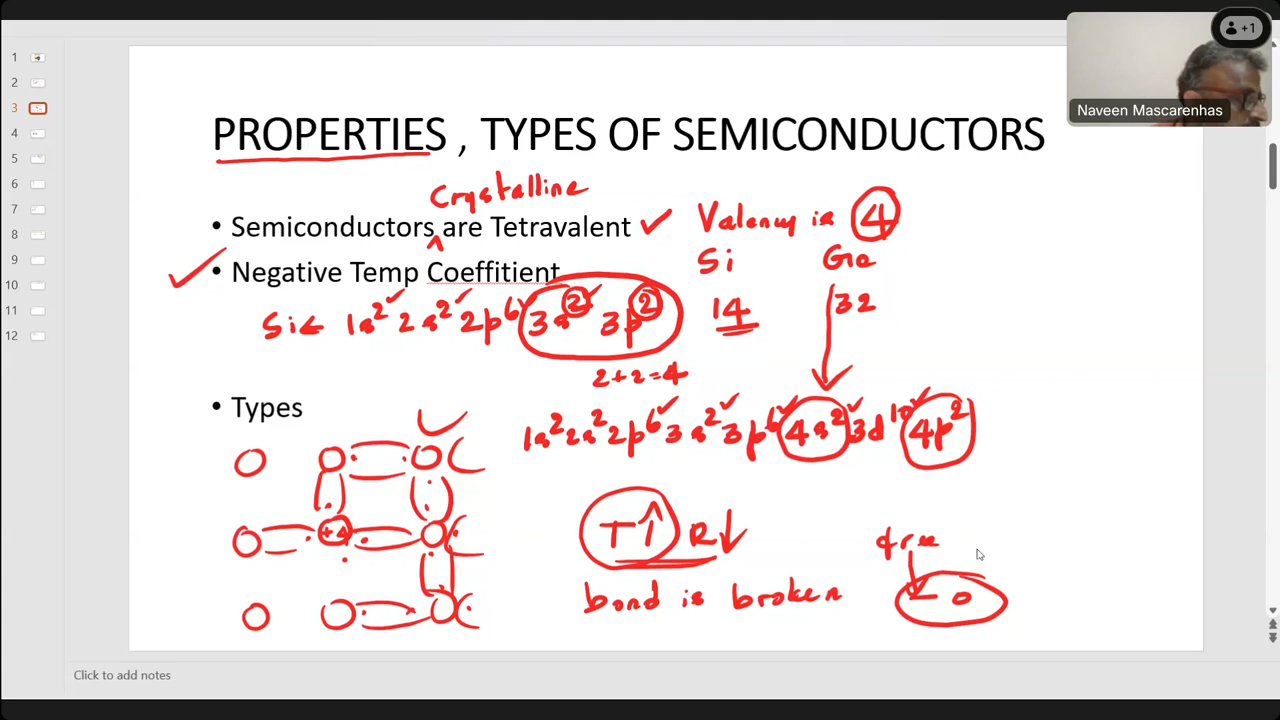 +1
Naveen Mascarenhas
1
2
3
4
5
6
7
8
9
10
11
12
PROPERTIES , TYPES OF SEMICONDUCTORS
Crystalline
• Semiconductors ^ are Tetravalent ✓
Valency is 4
✓ • Negative Temp Coeffitient
Si Ge
14 32
Si ← 1s² 2s² 2p⁶ 3s² 3p²
2+2=4
• Types
1s² 2s² 2p⁶ 3s² 3p⁶ 4s² 3d¹⁰ 4p²
+4
T↑ R↓
free
bond is broken
- o
Click to add notes